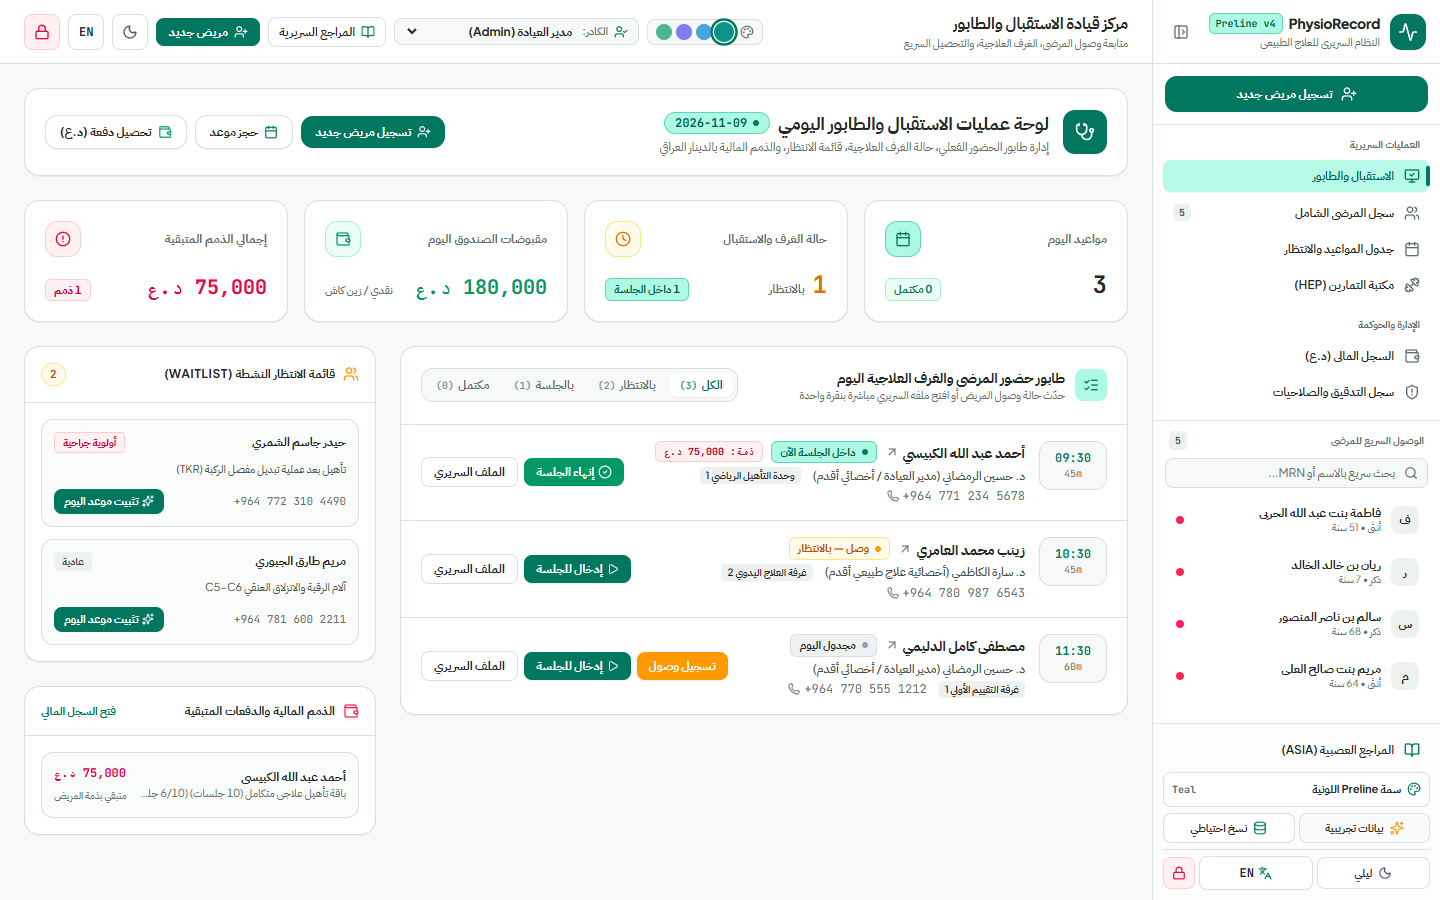 PhysioRecord
Preline v4
النظام السريري للعلاج الطبيعي
تسجيل مريض جديد
العمليات السريرية
الاستقبال والطابور
سجل المرضى الشامل
5
جدول المواعيد والانتظار
مكتبة التمارين (HEP)
الإدارة والحوكمة
السجل المالي (د.ع)
سجل التدقيق والصلاحيات
الوصول السريع للمرضى
5
بحث سريع بالاسم أو MRN...
ف
فاطمة بنت عبد الله الحربي
أنثى • 51 سنة
ر
ريان بن خالد الخالد
ذكر • 7 سنة
س
سالم بن ناصر المنصور
ذكر • 68 سنة
م
مريم بنت صالح العلي
أنثى • 64 سنة
المراجع العصبية (ASIA)
سمة Preline اللونية
Teal
بيانات تجريبية
نسخ احتياطي
ليلي
EN
مركز قيادة الاستقبال والطابور
متابعة وصول المرضى، الغرف العلاجية، والتحصيل السريع
الكادر:
مدير العيادة (Admin)
المراجع السريرية
مريض جديد
EN
لوحة عمليات الاستقبال والطابور اليومي
2026-11-09
إدارة طابور الحضور الفعلي، حالة الغرف العلاجية، قائمة الانتظار، والذمم المالية بالدينار العراقي
تسجيل مريض جديد
حجز موعد
تحصيل دفعة (د.ع)
مواعيد اليوم
3
0 مكتمل
حالة الغرف والاستقبال
1 بالانتظار
1 داخل الجلسة
مقبوضات الصندوق اليوم
180,000 د.ع
نقدي / زين كاش
إجمالي الذمم المتبقية
75,000 د.ع
1 ذمم
طابور حضور المرضى والغرف العلاجية اليوم
حدّث حالة وصول المريض أو افتح ملفه السريري مباشرة بنقرة واحدة
الكل (3)
بالانتظار (2)
بالجلسة (1)
مكتمل (0)
09:30
45m
أحمد عبد الله الكبيسي
داخل الجلسة الآن
ذمة: 75,000 د.ع
د. حسين الرمضاني (مدير العيادة / أخصائي أقدم)
وحدة التأهيل الرياضي 1
+964 771 234 5678
إنهاء الجلسة
الملف السريري
10:30
45m
زينب محمد العامري
وصل — بالانتظار
د. سارة الكاظمي (أخصائية علاج طبيعي أقدم)
غرفة العلاج اليدوي 2
+964 780 987 6543
إدخال للجلسة
الملف السريري
11:30
60m
مصطفى كامل الدليمي
مجدول اليوم
د. حسين الرمضاني (مدير العيادة / أخصائي أقدم)
غرفة التقييم الأولي 1
+964 770 555 1212
تسجيل وصول
إدخال للجلسة
الملف السريري
قائمة الانتظار النشطة (WAITLIST)
2
حيدر جاسم الشمري
أولوية جراحية
تأهيل بعد عملية تبديل مفصل الركبة (TKR)
+964 772 310 4490
تثبيت موعد اليوم
مريم طارق الجبوري
عادية
آلام الرقبة والانزلاق العنقي C5–C6
+964 781 600 2211
تثبيت موعد اليوم
الذمم المالية والدفعات المتبقية
فتح السجل المالي
أحمد عبد الله الكبيسي
75,000 د.ع
باقة تأهيل علاجي متكامل (10 جلسات) (6/10 جلـ...
متبقي بذمة المريض